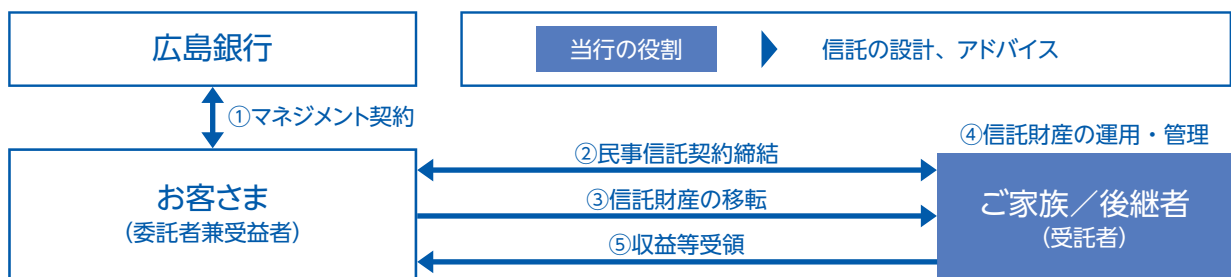 広島銀行
当行の役割
信託の設計、アドバイス
①マネジメント契約
お客さま
(委託者兼受益者)
②民事信託契約締結
③信託財産の移転
⑤収益等受領
④信託財産の運用・管理
ご家族／後継者
(受託者)